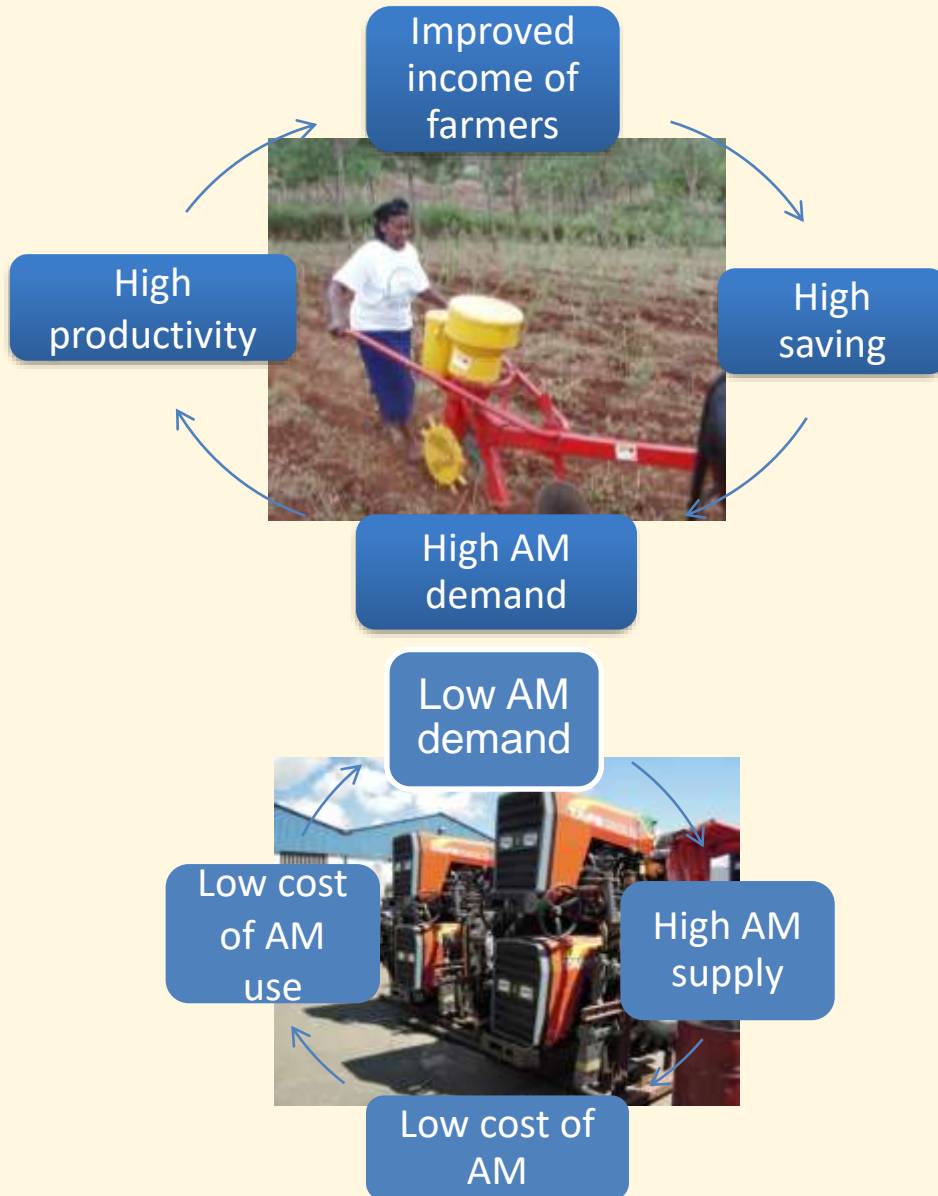 Improved
income of
farmers
High
productivity
High
saving
High AM
demand
Low AM
demand
Low cost
of AM
use
High AM
supply
Low cost of
AM